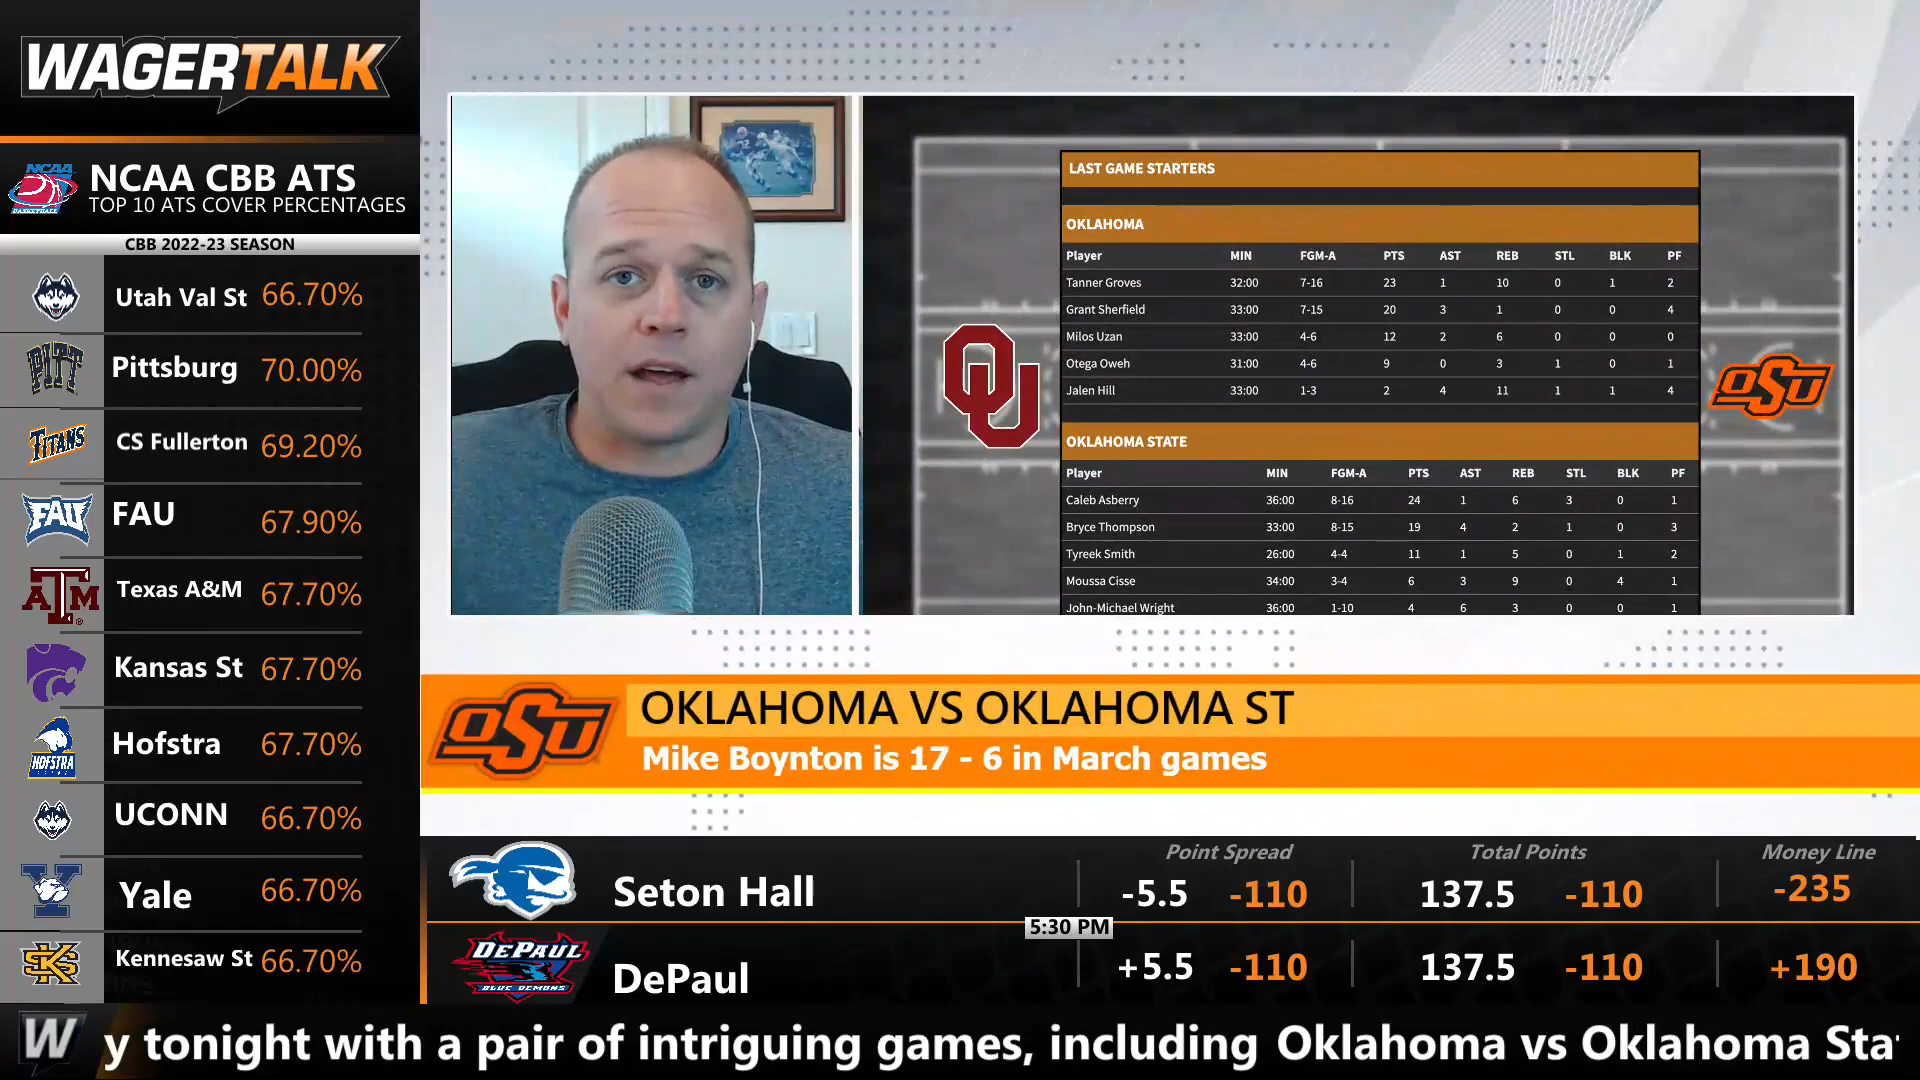 WAGERTALK
NCAA
BASKETBALL
NCAA CBB ATS
TOP 10 ATS COVER PERCENTAGES
CBB 2022-23 SEASON
Utah Val St 66.70%
PITT
Pittsburg 70.00%
TITANS
CS Fullerton 69.20%
FAU
FAU 67.90%
ATM
Texas A&M 67.70%
Kansas St 67.70%
HOFSTRA
Hofstra 67.70%
UCONN 66.70%
Y
Yale 66.70%
KS
Kennesaw St 66.70%
LAST GAME STARTERS
OKLAHOMA
Player MIN FGM-A PTS AST REB STL BLK PF
Tanner Groves 32:00 7-16 23 1 10 0 1 2
Grant Sherfield 33:00 7-15 20 3 1 0 0 4
Milos Uzan 33:00 4-6 12 2 6 0 0 0
Otega Oweh 31:00 4-6 9 0 3 1 0 1
Jalen Hill 33:00 1-3 2 4 11 1 1 4
OU
OSU
OKLAHOMA STATE
Player MIN FGM-A PTS AST REB STL BLK PF
Caleb Asberry 36:00 8-16 24 1 6 3 0 1
Bryce Thompson 33:00 8-15 19 4 2 1 0 3
Tyreek Smith 26:00 4-4 11 1 5 0 1 2
Moussa Cisse 34:00 3-4 6 3 9 0 4 1
John-Michael Wright 36:00 1-10 4 6 3 0 0 1
OSU
OKLAHOMA VS OKLAHOMA ST
Mike Boynton is 17 - 6 in March games
Point Spread Total Points Money Line
Seton Hall -5.5 -110 137.5 -110 -235
5:30 PM
DEPAUL
BLUE DEMONS
DePaul +5.5 -110 137.5 -110 +190
W
y tonight with a pair of intriguing games, including Oklahoma vs Oklahoma Sta